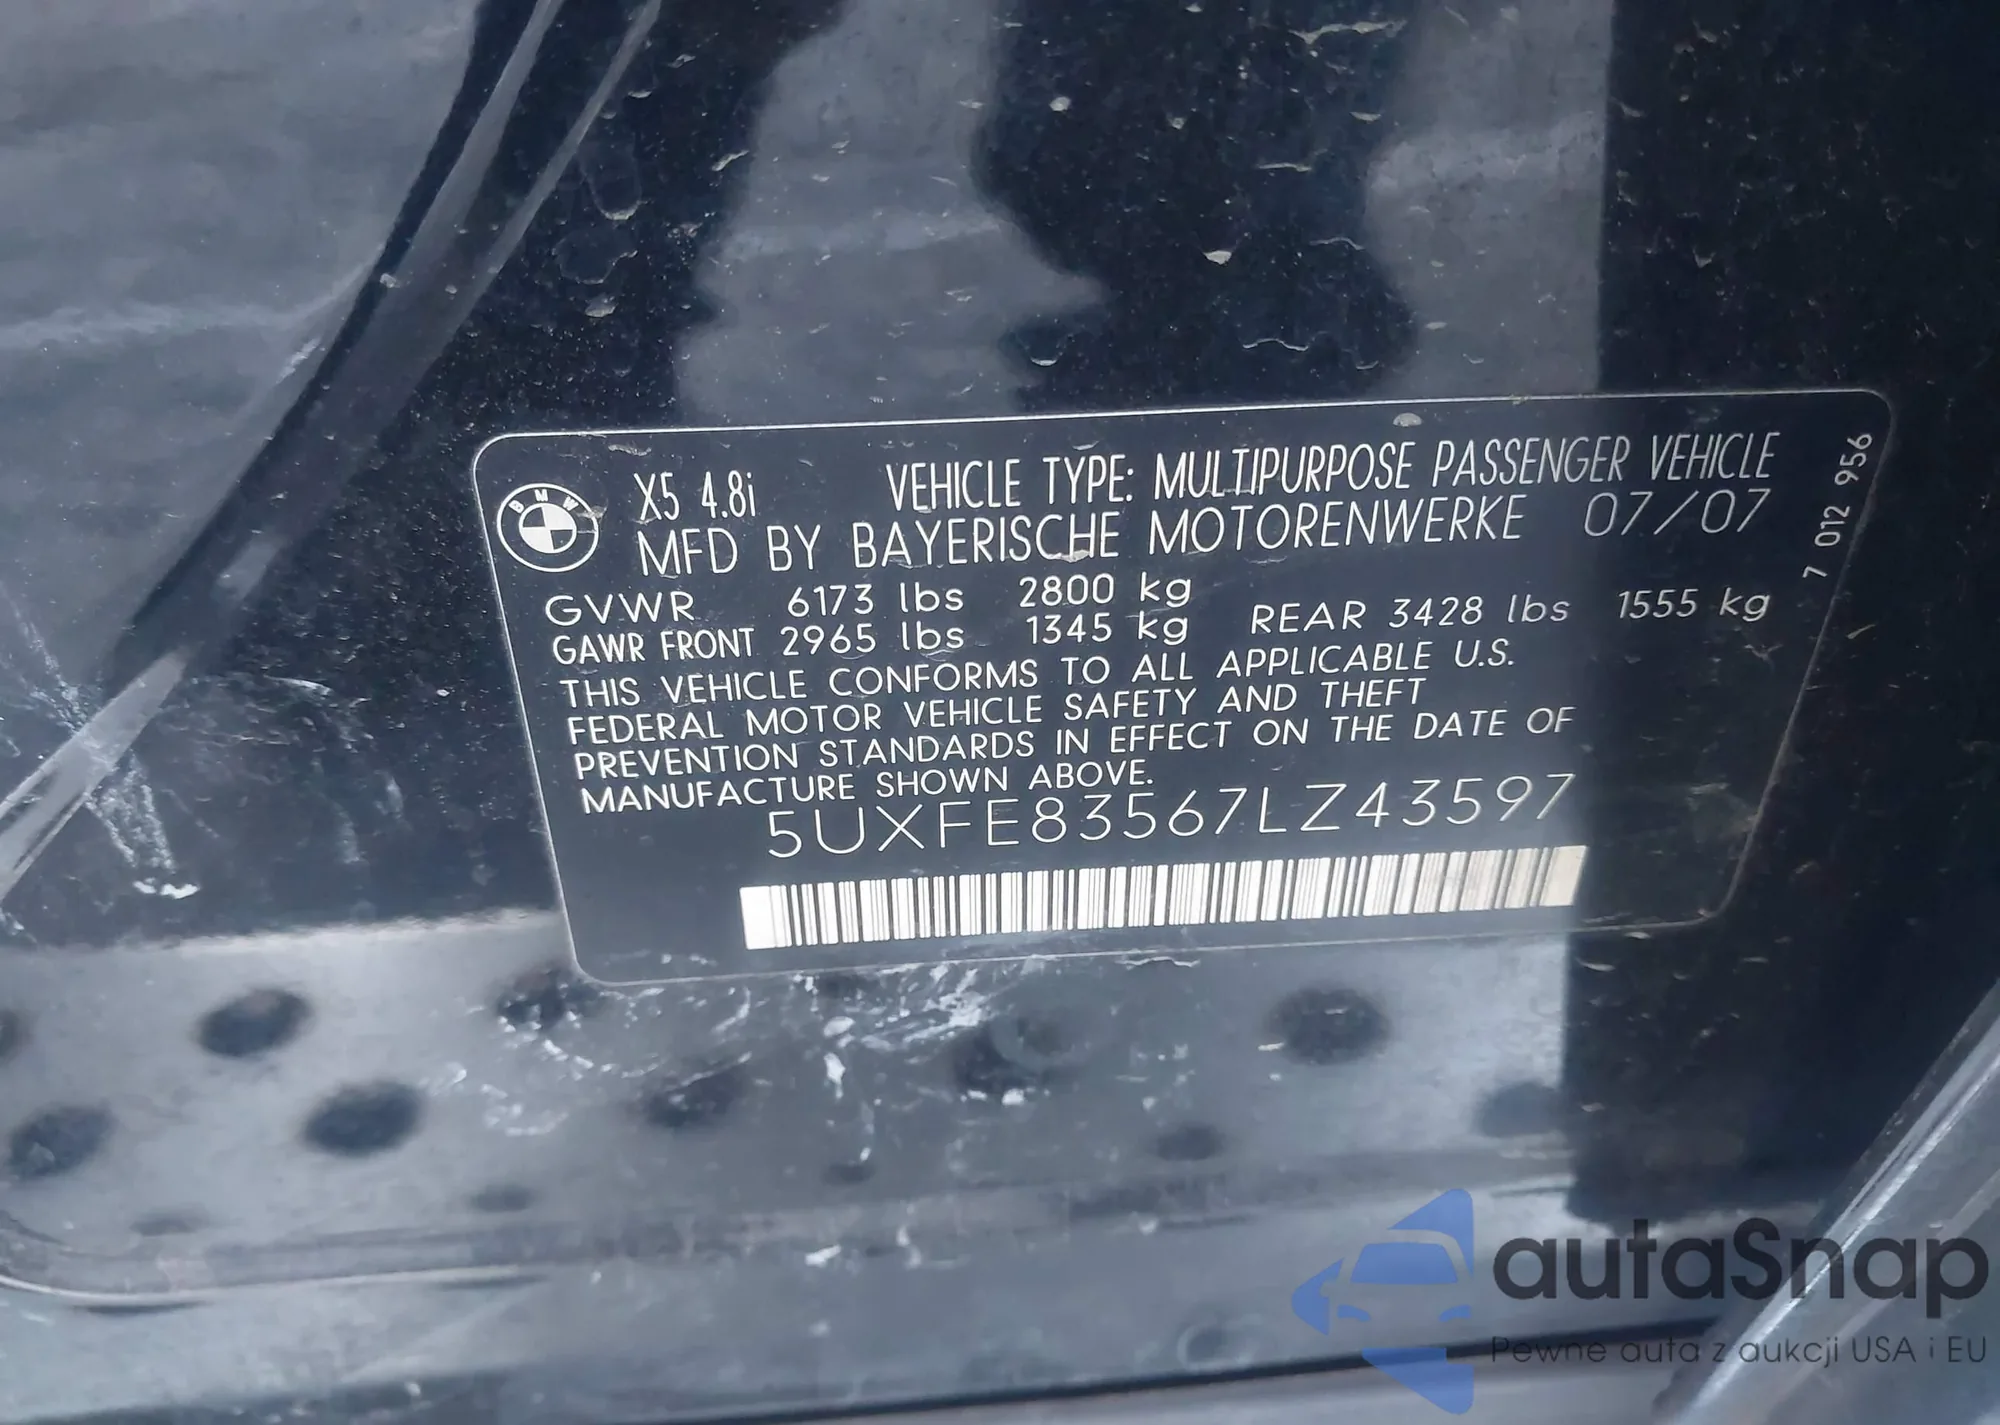 BMW
X5 4.8i VEHICLE TYPE: MULTIPURPOSE PASSENGER VEHICLE
MFD BY BAYERISCHE MOTORENWERKE 07/07
GVWR 6173 lbs 2800 kg
GAWR FRONT 2965 lbs 1345 kg REAR 3428 lbs 1555 kg
THIS VEHICLE CONFORMS TO ALL APPLICABLE U.S.
FEDERAL MOTOR VEHICLE SAFETY AND THEFT
PREVENTION STANDARDS IN EFFECT ON THE DATE OF
MANUFACTURE SHOWN ABOVE.
5UXFE83567LZ43597
7 012 956
autaSnap
Pewne auta z aukcji USA i EU